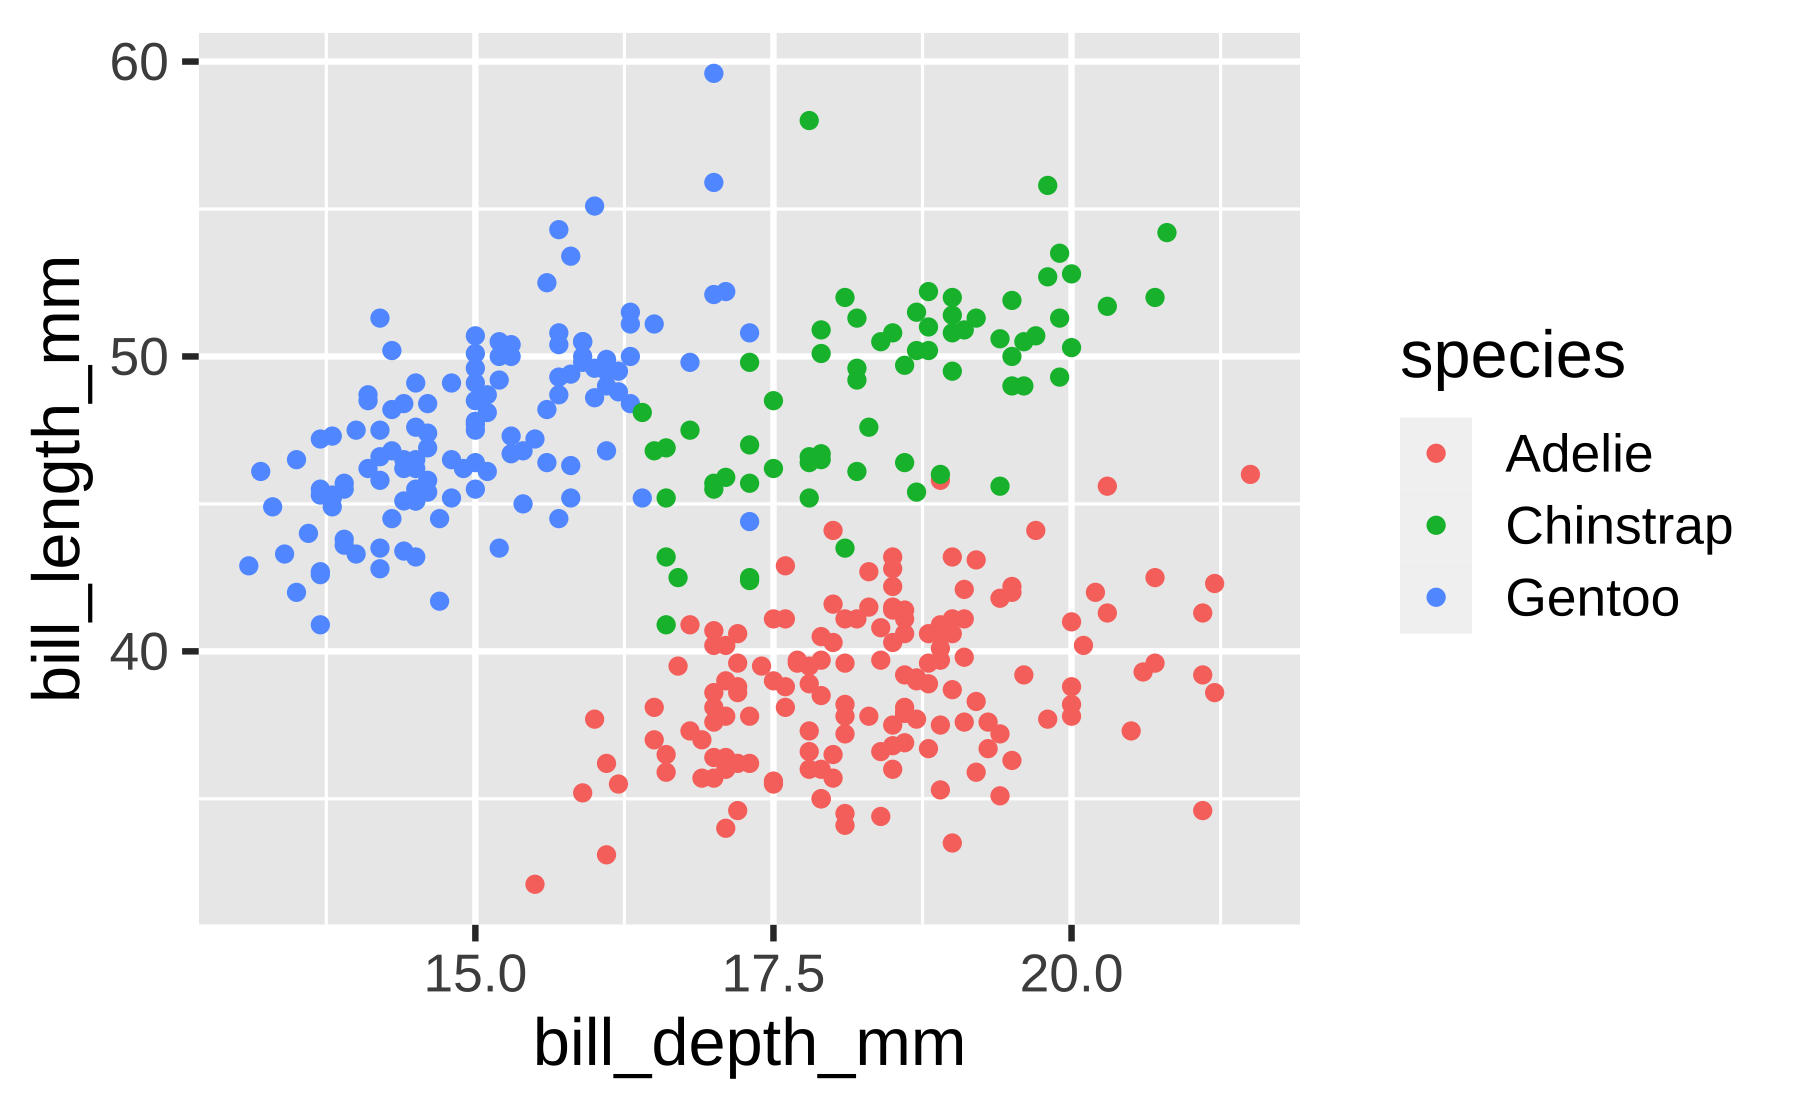 60
50
40
bill_length_mm
15.0 17.5 20.0
bill_depth_mm
species
Adelie
Chinstrap
Gentoo